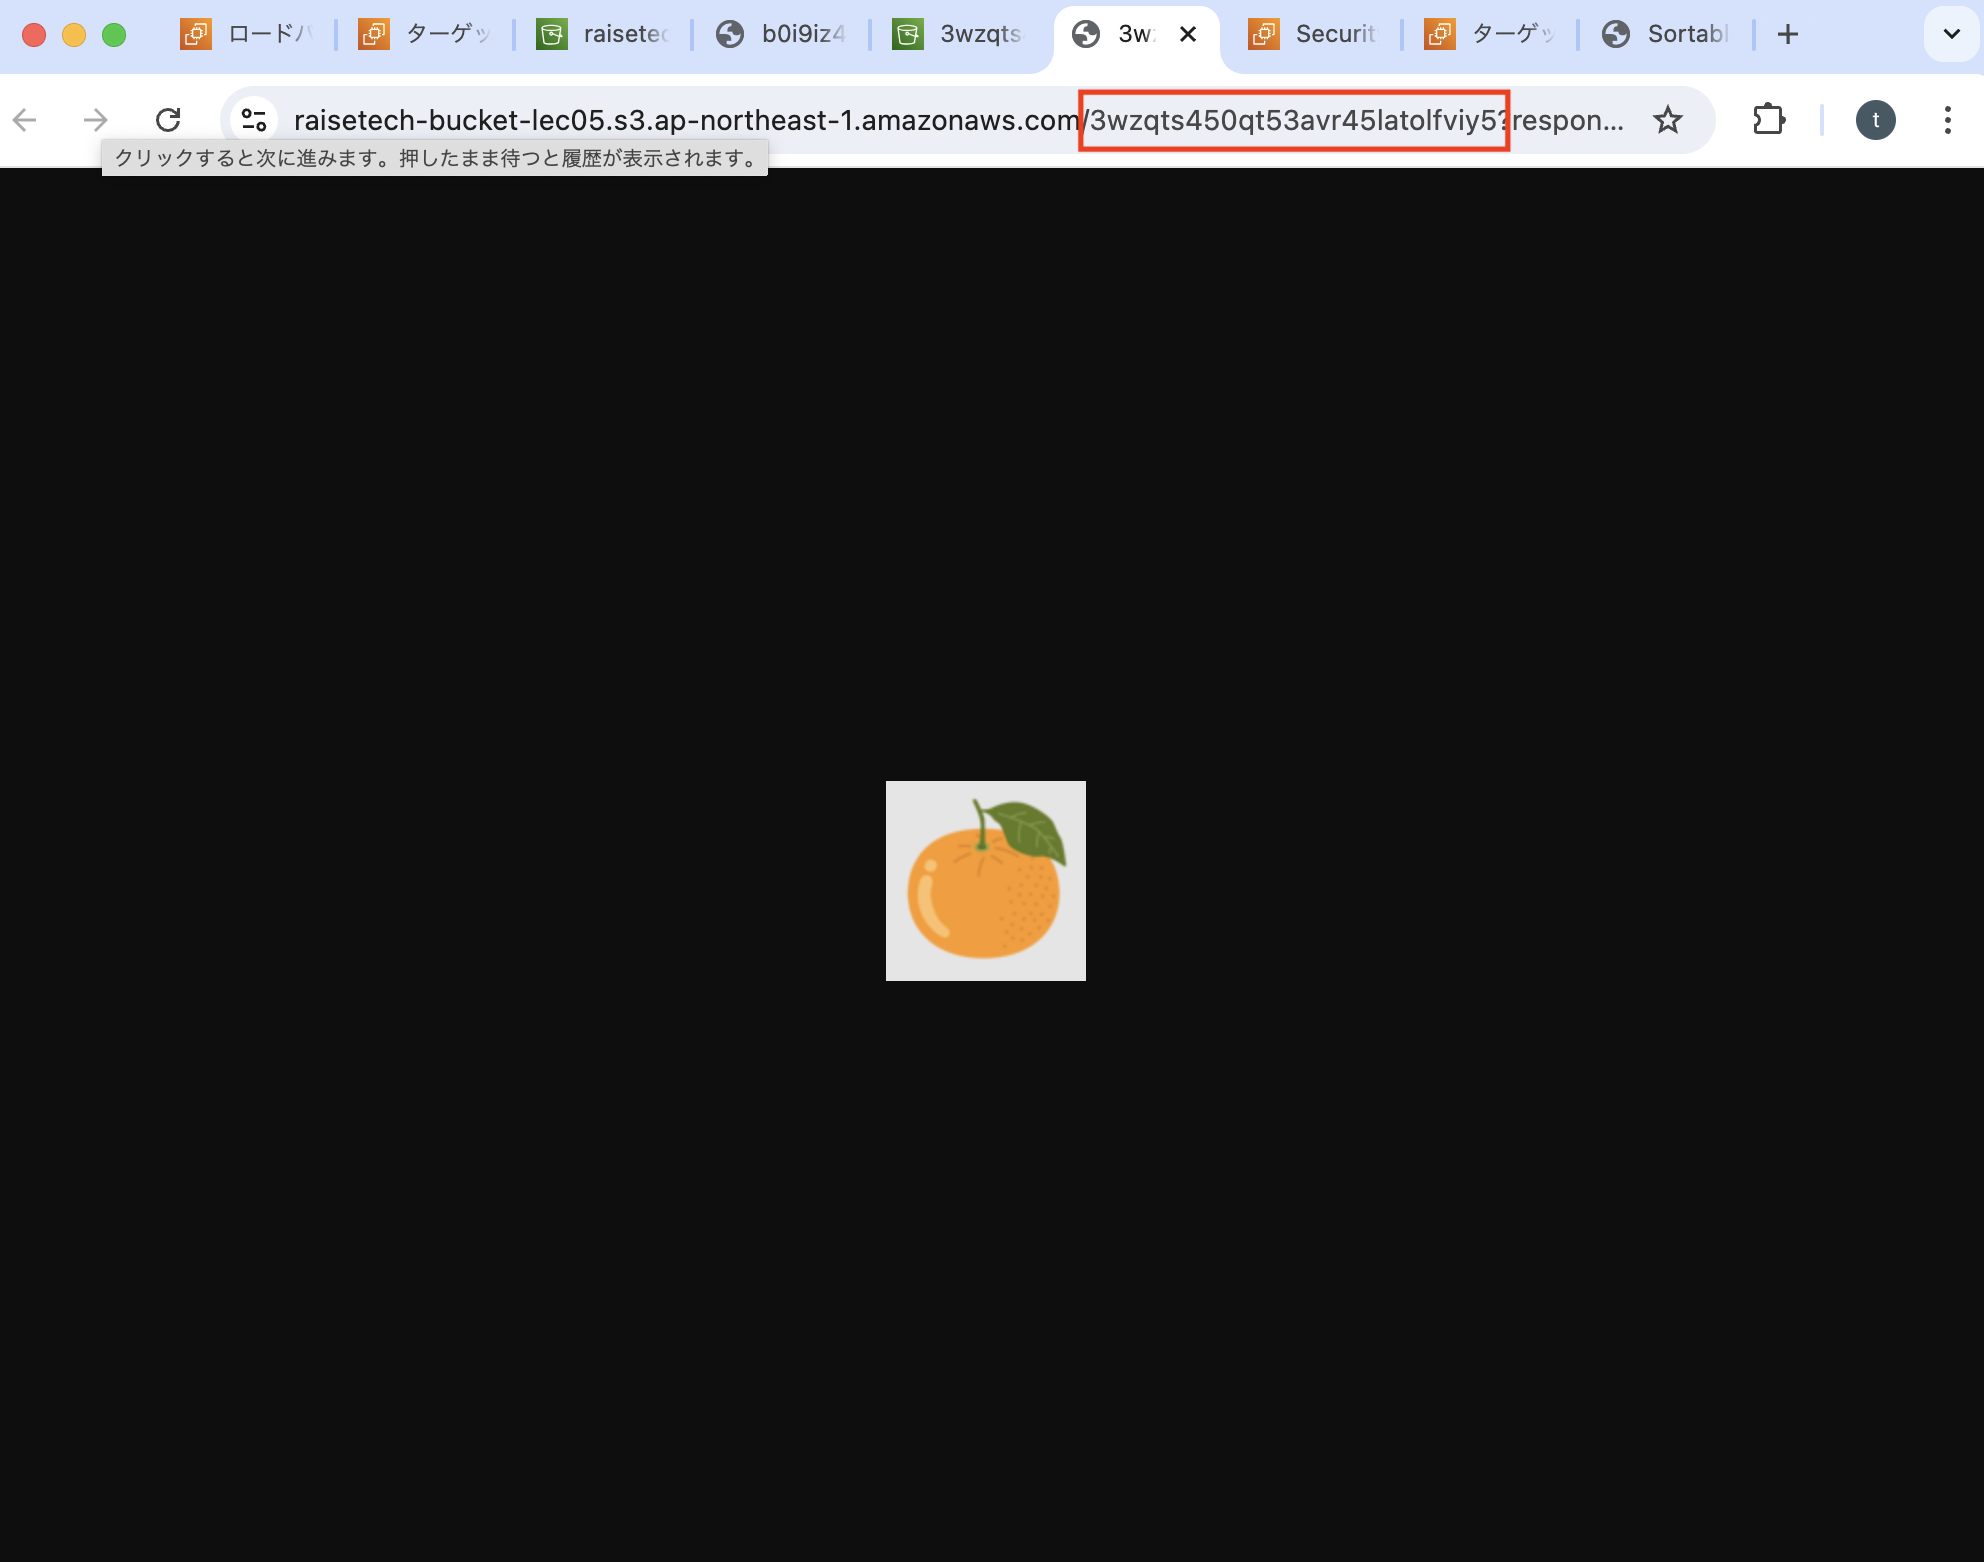 ロードバ
ターゲッ
raisetec
b0i9iz4
3wzqts
3w
Securit
ターゲッ
Sortabl
raisetech-bucket-lec05.s3.ap-northeast-1.amazonaws.com/3wzqts450qt53avr45latolfviy5?respon...
t
クリックすると次に進みます。押したまま待つと履歴が表示されます。